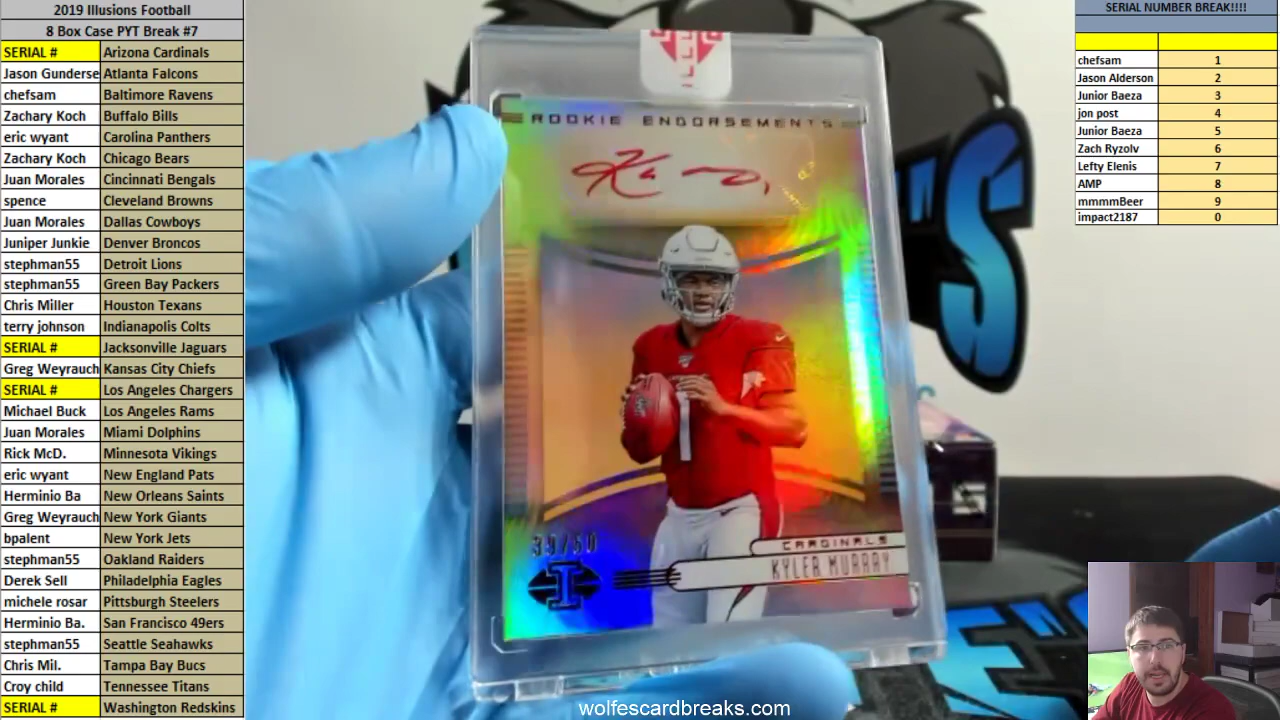 2019 Illusions Football
8 Box Case PYT Break #7
SERIAL # Arizona Cardinals
Jason Gunderse Atlanta Falcons
chefsam Baltimore Ravens
Zachary Koch Buffalo Bills
eric wyant Carolina Panthers
Zachary Koch Chicago Bears
Juan Morales Cincinnati Bengals
spence Cleveland Browns
Juan Morales Dallas Cowboys
Juniper Junkie Denver Broncos
stephman55 Detroit Lions
stephman55 Green Bay Packers
Chris Miller Houston Texans
terry johnson Indianapolis Colts
SERIAL # Jacksonville Jaguars
Greg Weyrauch Kansas City Chiefs
SERIAL # Los Angeles Chargers
Michael Buck Los Angeles Rams
Juan Morales Miami Dolphins
Rick McD. Minnesota Vikings
eric wyant New England Pats
Herminio Ba New Orleans Saints
Greg Weyrauch New York Giants
bpalent New York Jets
stephman55 Oakland Raiders
Derek Sell Philadelphia Eagles
michele rosar Pittsburgh Steelers
Herminio Ba. San Francisco 49ers
stephman55 Seattle Seahawks
Chris Mil. Tampa Bay Bucs
Croy child Tennessee Titans
SERIAL # Washington Redskins
ROOKIE ENDORSEMENTS
1
39/50
I
CARDINALS
KYLER MURRAY
wolfescardbreaks.com
SERIAL NUMBER BREAK!!!!
chefsam 1
Jason Alderson 2
Junior Baeza 3
jon post 4
Junior Baeza 5
Zach Ryzolv 6
Lefty Elenis 7
AMP 8
mmmmBeer 9
impact2187 0